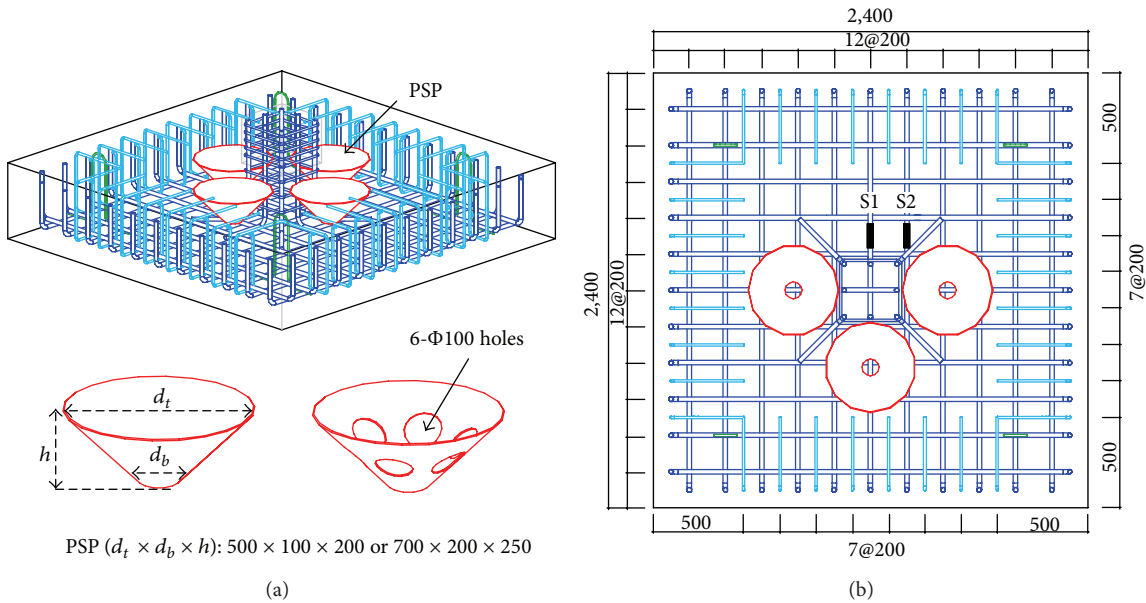 PSP
6-Φ100 holes
d_t
h
d_b
PSP (d_t × d_b × h): 500 × 100 × 200 or 700 × 200 × 250
(a)
2,400
12@200
2,400
12@200
S1 S2
500
7@200
500
500
500
7@200
(b)